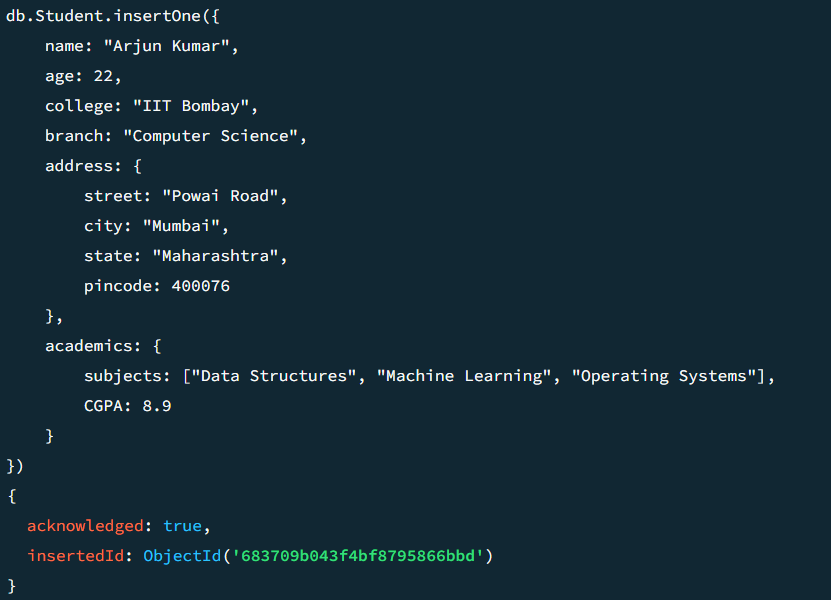 db.Student.insertOne({
    name: "Arjun Kumar",
    age: 22,
    college: "IIT Bombay",
    branch: "Computer Science",
    address: {
        street: "Powai Road",
        city: "Mumbai",
        state: "Maharashtra",
        pincode: 400076
    },
    academics: {
        subjects: ["Data Structures", "Machine Learning", "Operating Systems"],
        CGPA: 8.9
    }
})
{
  acknowledged: true,
  insertedId: ObjectId('683709b043f4bf8795866bbd')
}